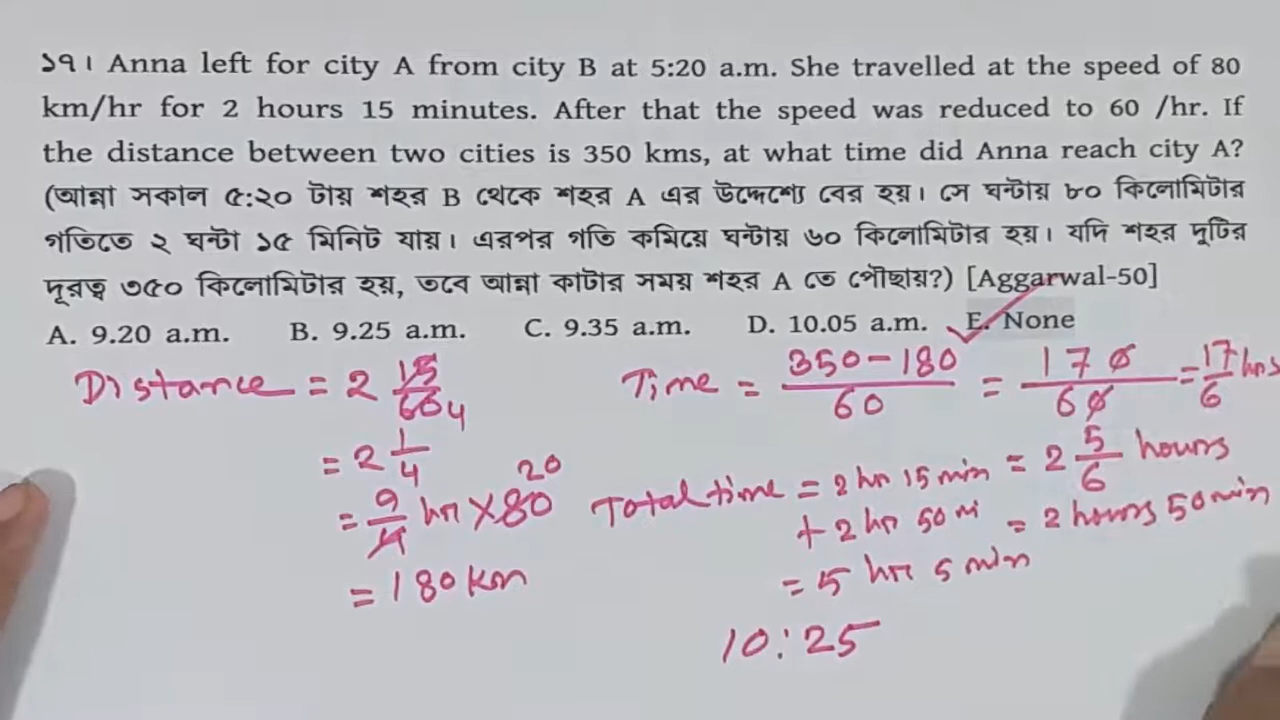 ১৭। Anna left for city A from city B at 5:20 a.m. She travelled at the speed of 80
km/hr for 2 hours 15 minutes. After that the speed was reduced to 60 /hr. If
the distance between two cities is 350 kms, at what time did Anna reach city A?
(আন্না সকাল ৫:২০ টায় শহর B থেকে শহর A এর উদ্দেশ্যে বের হয়। সে ঘন্টায় ৮০ কিলোমিটার
গতিতে ২ ঘন্টা ১৫ মিনিট যায়। এরপর গতি কমিয়ে ঘন্টায় ৬০ কিলোমিটার হয়। যদি শহর দুটির
দূরত্ব ৩৫০ কিলোমিটার হয়, তবে আন্না কাটার সময় শহর A তে পৌছায়?) [Aggarwal-50]
A. 9.20 a.m. B. 9.25 a.m. C. 9.35 a.m. D. 10.05 a.m. E. None
Distance = 2 15/60 4
= 2 1/4
= 9/4 hr × 80 20
= 180 km
Time = 350-180/60 = 170/60 = 17/6 hrs
= 2 5/6 hours
= 2 hours 50 min
Total time = 2 hr 15 min
+ 2 hr 50 mi
= 5 hr 5 min
10:25